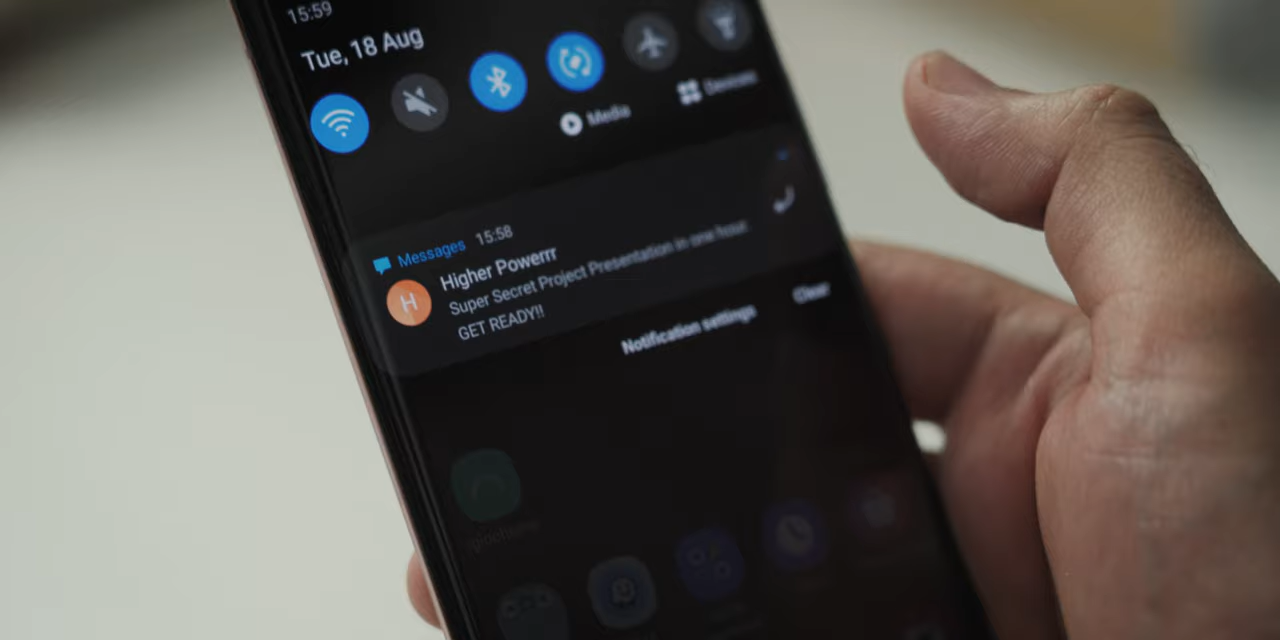 15:59
Tue, 18 Aug
Media
Devices
Messages 15:58
H
Higher Powerrr
Super Secret Project Presentation in one hour.
GET READY!!
Notification settings
Clear